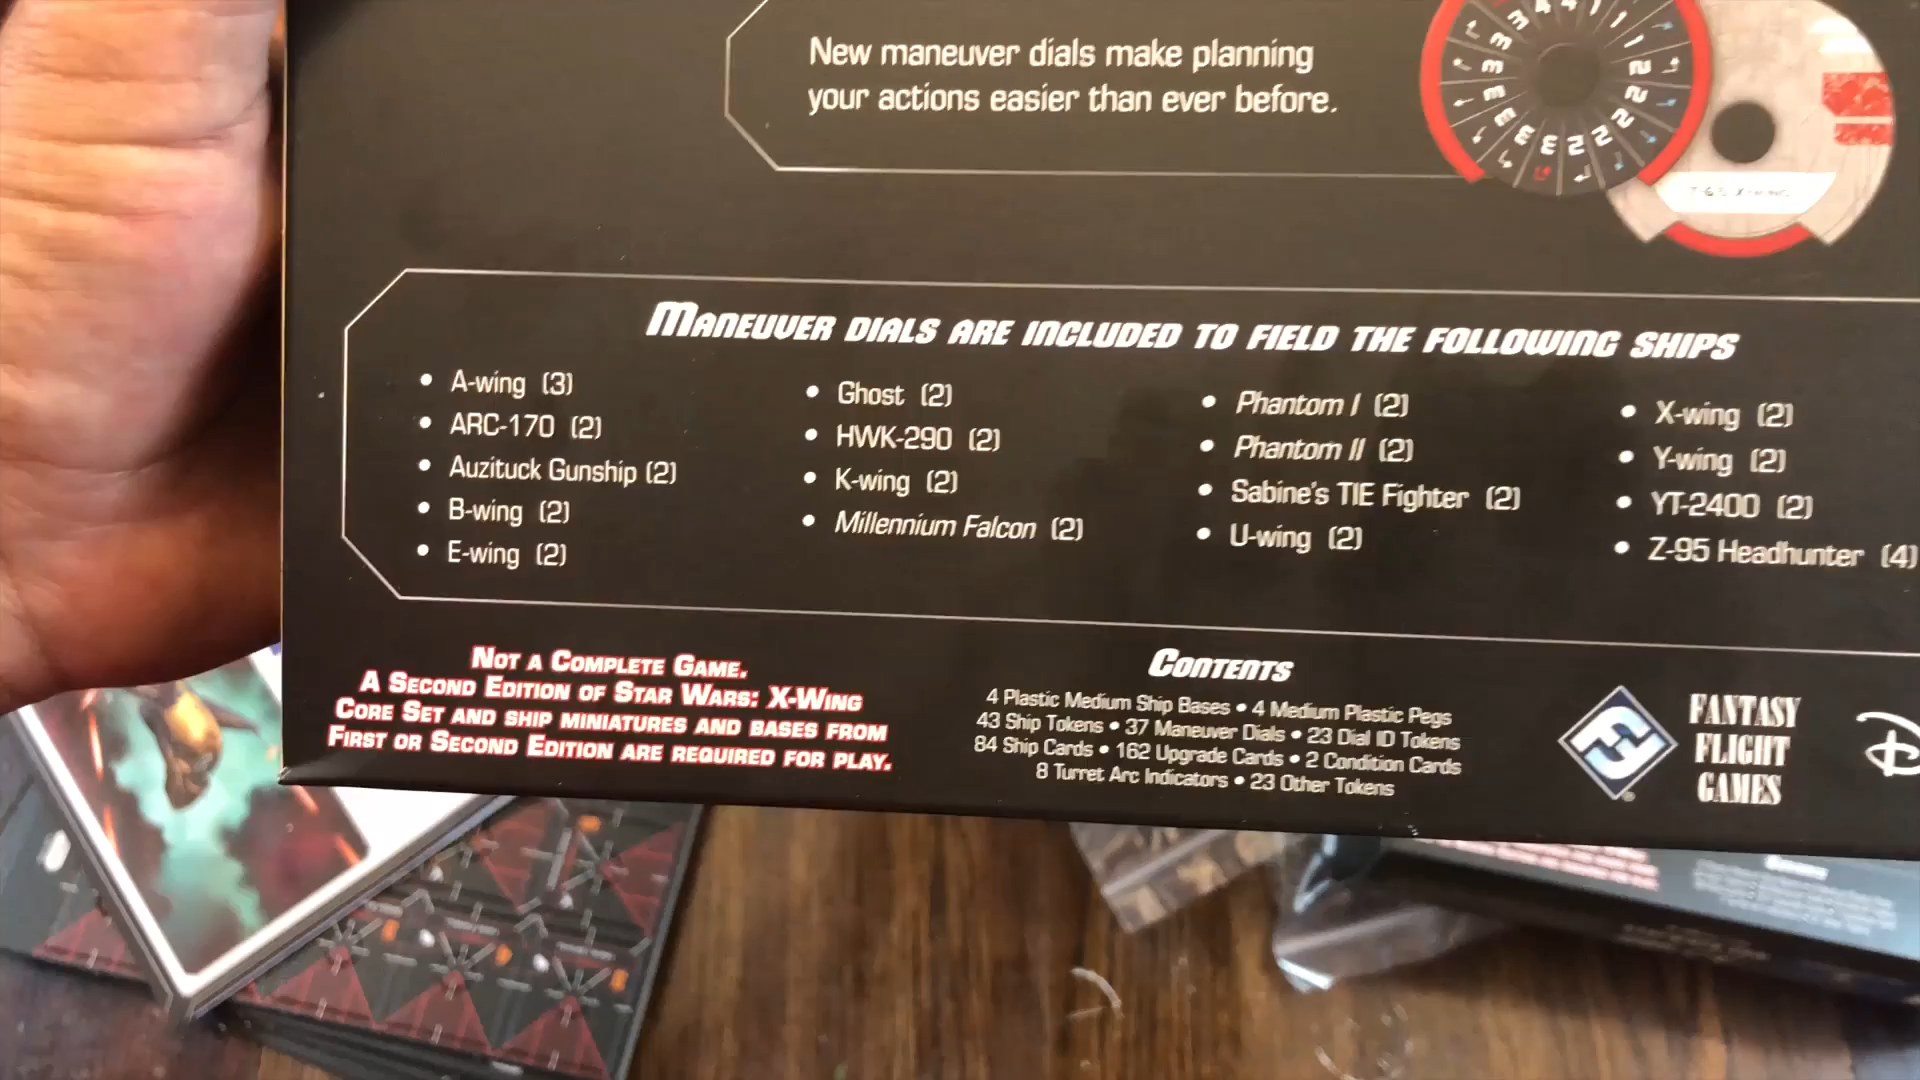 New maneuver dials make planning
your actions easier than ever before.
Maneuver dials are included to field the following ships
• A-wing (3)
• ARC-170 (2)
• Auzituck Gunship (2)
• B-wing (2)
• E-wing (2)
• Ghost (2)
• HWK-290 (2)
• K-wing (2)
• Millennium Falcon (2)
• Phantom I (2)
• Phantom II (2)
• Sabine's TIE Fighter (2)
• U-wing (2)
• X-wing (2)
• Y-wing (2)
• YT-2400 (2)
• Z-95 Headhunter (4)
Not a Complete Game.
A Second Edition of Star Wars: X-Wing
Core Set and ship miniatures and bases from
First or Second Edition are required for play.
Contents
4 Plastic Medium Ship Bases • 4 Medium Plastic Pegs
43 Ship Tokens • 37 Maneuver Dials • 23 Dial ID Tokens
84 Ship Cards • 162 Upgrade Cards • 2 Condition Cards
8 Turret Arc Indicators • 23 Other Tokens
FANTASY
FLIGHT
GAMES